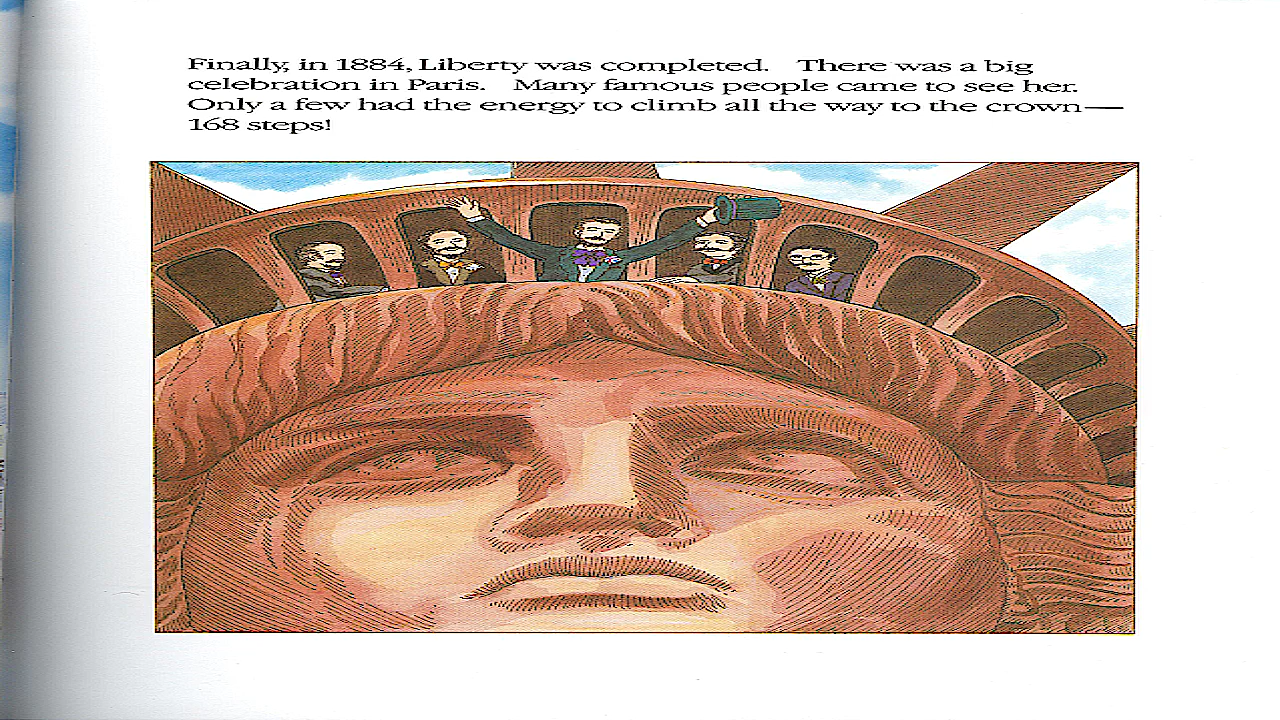 Finally, in 1884, Liberty was completed. There was a big
celebration in Paris. Many famous people came to see her.
Only a few had the energy to climb all the way to the crown—
168 steps!